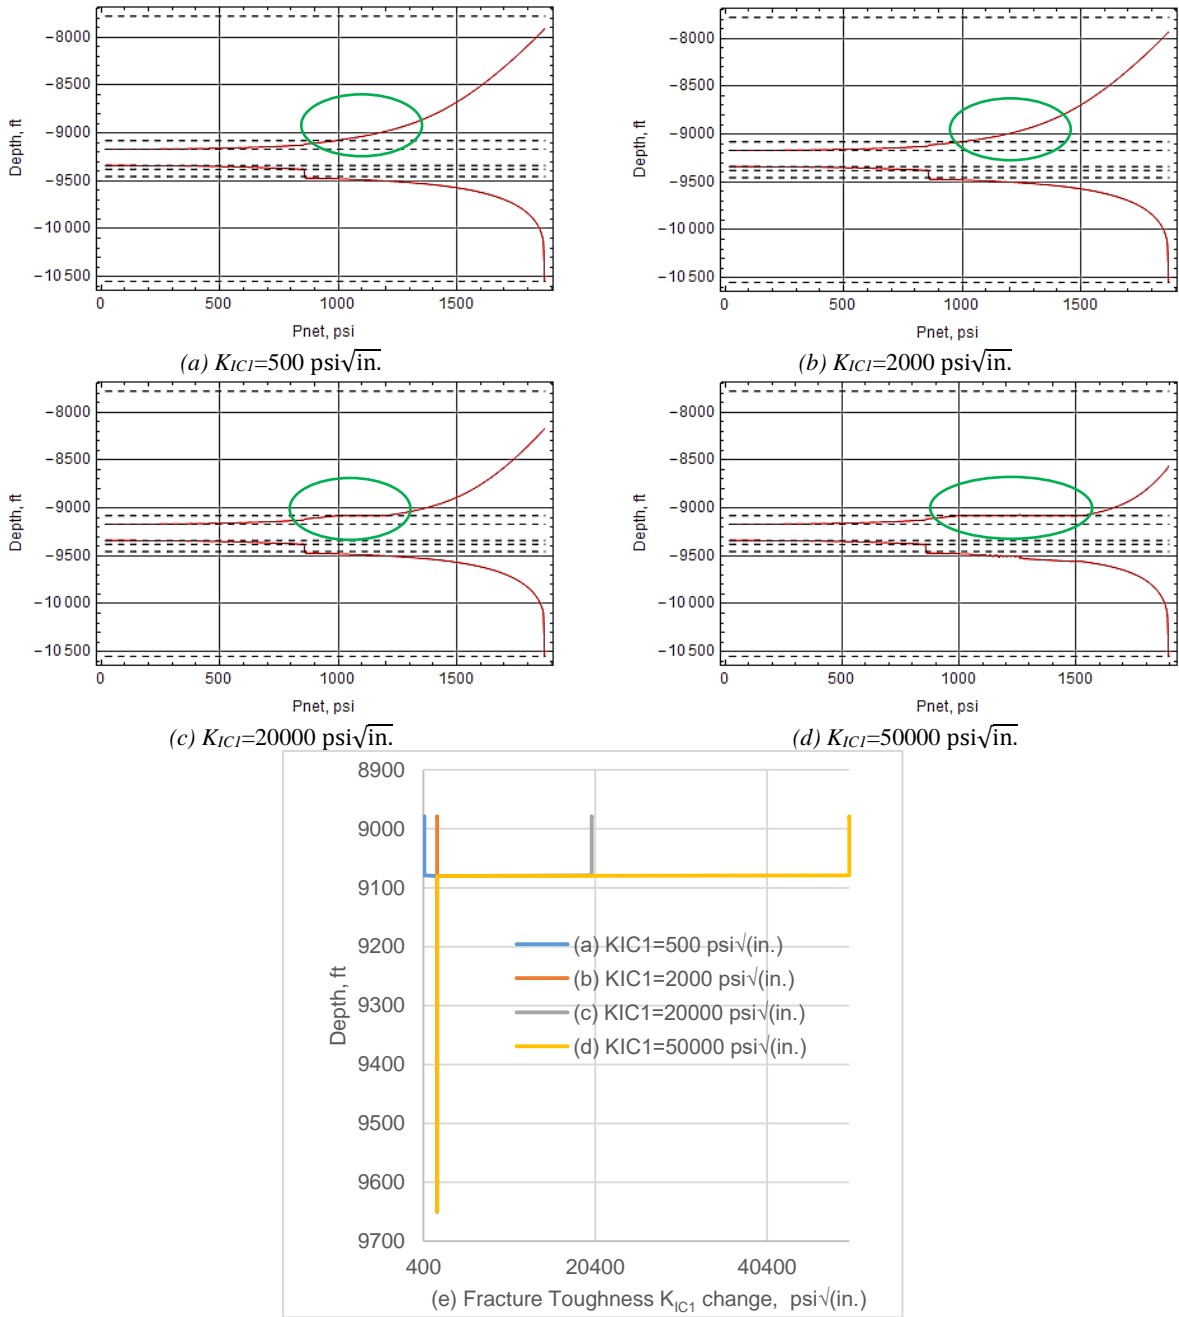 −8000
−8500
−9000
−9500
−10 000
−10 500
Depth, ft
0 500 1000 1500
Pnet, psi
(a) KIC1=500 psi√in.
−8000
−8500
−9000
−9500
−10 000
−10 500
Depth, ft
0 500 1000 1500
Pnet, psi
(b) KIC1=2000 psi√in.
−8000
−8500
−9000
−9500
−10 000
−10 500
Depth, ft
0 500 1000 1500
Pnet, psi
(c) KIC1=20000 psi√in.
−8000
−8500
−9000
−9500
−10 000
−10 500
Depth, ft
0 500 1000 1500
Pnet, psi
(d) KIC1=50000 psi√in.
8900
9000
9100
9200
9300
9400
9500
9600
9700
Depth, ft
(a) KIC1=500 psi√(in.)
(b) KIC1=2000 psi√(in.)
(c) KIC1=20000 psi√(in.)
(d) KIC1=50000 psi√(in.)
400 20400 40400
(e) Fracture Toughness KIC1 change, psi√(in.)